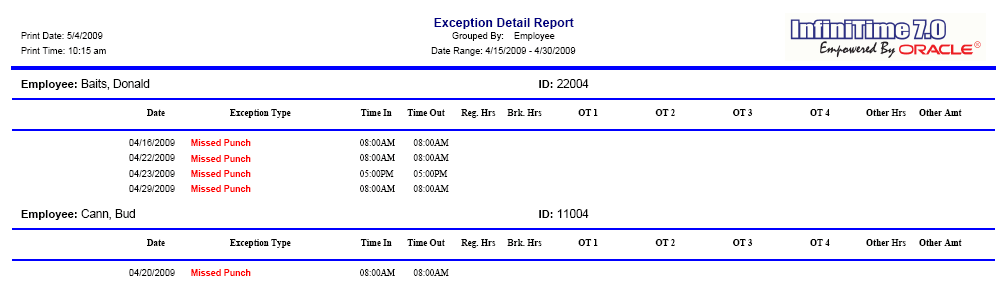 Exception Detail Report
Print Date: 5/4/2009
Grouped By: Employee
Print Time: 10:15 am
Date Range: 4/15/2009 - 4/30/2009
InfiniTime 7.0
Empowered By ORACLE®
Employee: Baits, Donald ID: 22004
Date Exception Type Time In Time Out Reg. Hrs Brk. Hrs OT 1 OT 2 OT 3 OT 4 Other Hrs Other Amt
04/16/2009 Missed Punch 08:00AM 08:00AM
04/22/2009 Missed Punch 08:00AM 08:00AM
04/23/2009 Missed Punch 05:00PM 05:00PM
04/29/2009 Missed Punch 08:00AM 08:00AM
Employee: Cann, Bud ID: 11004
Date Exception Type Time In Time Out Reg. Hrs Brk. Hrs OT 1 OT 2 OT 3 OT 4 Other Hrs Other Amt
04/20/2009 Missed Punch 08:00AM 08:00AM